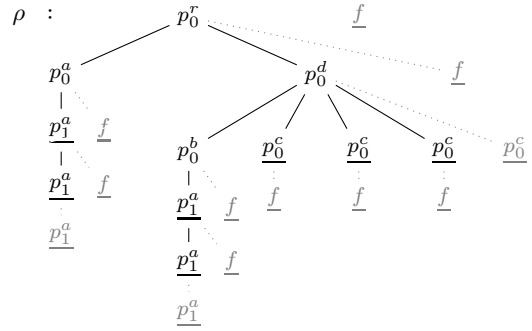 ρ : p_0^r f
p_0^a p_0^d f
p_1^a f p_0^b p_0^c p_0^c p_0^c p_0^c
p_1^a f p_1^a f f f f
p_1^a p_1^a f
p_1^a